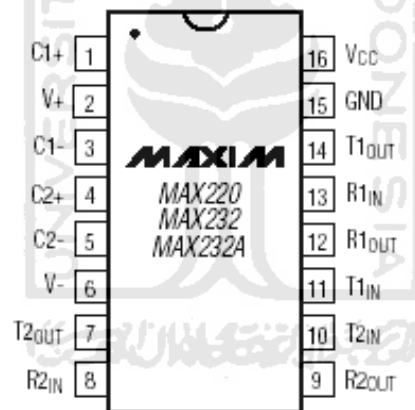 C1+ 1
V+ 2
C1- 3
C2+ 4
C2- 5
V- 6
T2OUT 7
R2IN 8
MAXIM
MAX220
MAX232
MAX232A
16 VCC
15 GND
14 T1OUT
13 R1IN
12 R1OUT
11 T1IN
10 T2IN
9 R2OUT